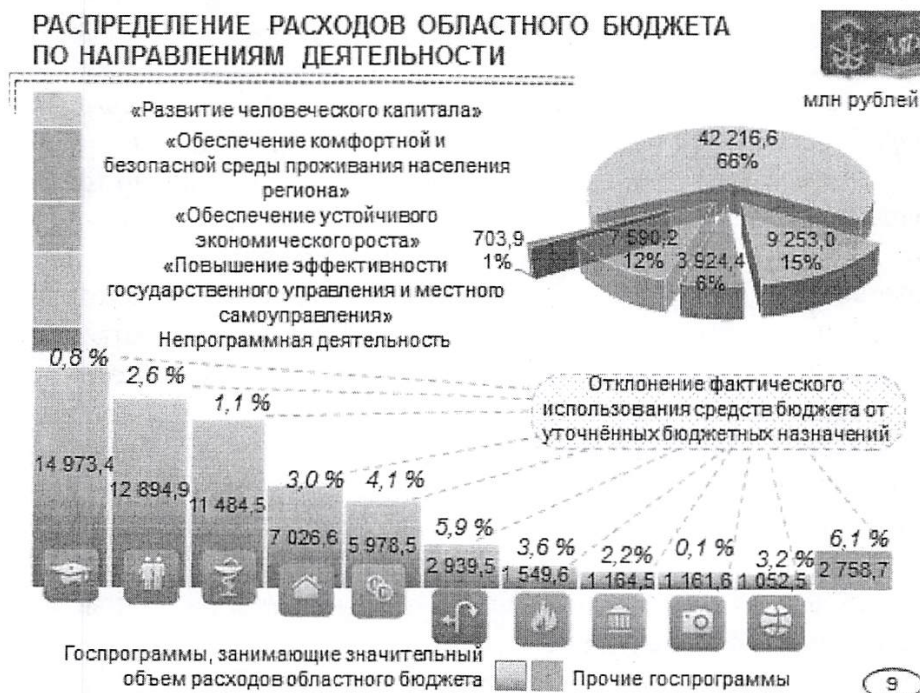 РАСПРЕДЕЛЕНИЕ РАСХОДОВ ОБЛАСТНОГО БЮДЖЕТА
ПО НАПРАВЛЕНИЯМ ДЕЯТЕЛЬНОСТИ
млн рублей
«Развитие человеческого капитала»
«Обеспечение комфортной и
безопасной среды проживания населения
региона»
«Обеспечение устойчивого
экономического роста»
«Повышение эффективности
государственного управления и местного
самоуправления»
Непрограммная деятельность
42 216,6
66%
703,9
1%
7 590,2
12%
3 924,4
6%
9 253,0
15%
Отклонение фактического
использования средств бюджета от
уточнённых бюджетных назначений
0,8 %
2,6 %
1,1 %
3,0 %
4,1 %
5,9 %
3,6 %
2,2%
0,1 %
3,2 %
6,1 %
14 973,4
12 894,9
11 484,5
7 026,6
5 978,5
2 939,5
1 549,6
1 164,5
1 161,6
1 052,5
2 758,7
Госпрограммы, занимающие значительный
объем расходов областного бюджета
Прочие госпрограммы
9